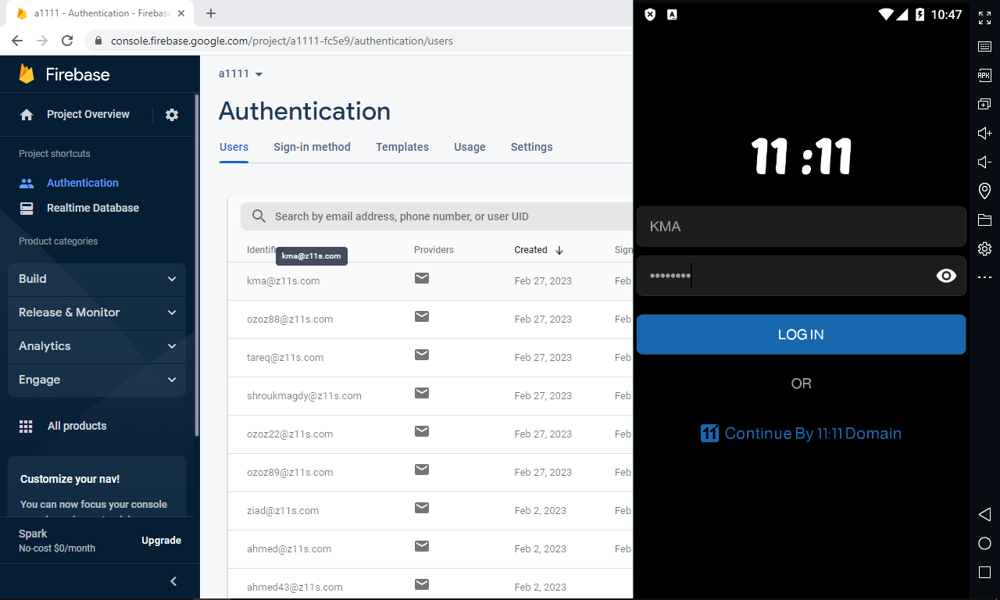 a1111 - Authentication - Firebase
console.firebase.google.com/project/a1111-fc5e9/authentication/users
Firebase
Project Overview
Project shortcuts
Authentication
Realtime Database
Product categories
Build
Release & Monitor
Analytics
Engage
All products
Customize your nav!
You can now focus your console
Spark
No-cost $0/month
Upgrade
a1111
Authentication
Users Sign-in method Templates Usage Settings
Search by email address, phone number, or user UID
Identifi Providers Created Sign
kma@z11s.com
kma@z11s.com Feb 27, 2023 Feb
ozoz88@z11s.com Feb 27, 2023 Feb
tareq@z11s.com Feb 27, 2023 Feb
shroukmagdy@z11s.com Feb 27, 2023 Feb
ozoz22@z11s.com Feb 27, 2023 Feb
ozoz89@z11s.com Feb 27, 2023 Feb
ziad@z11s.com Feb 2, 2023 Feb
ahmed@z11s.com Feb 2, 2023 Feb
ahmed43@z11s.com Feb 2, 2023
A 10:47
11:11
KMA
••••••••
LOG IN
OR
11 Continue By 11:11 Domain
APK